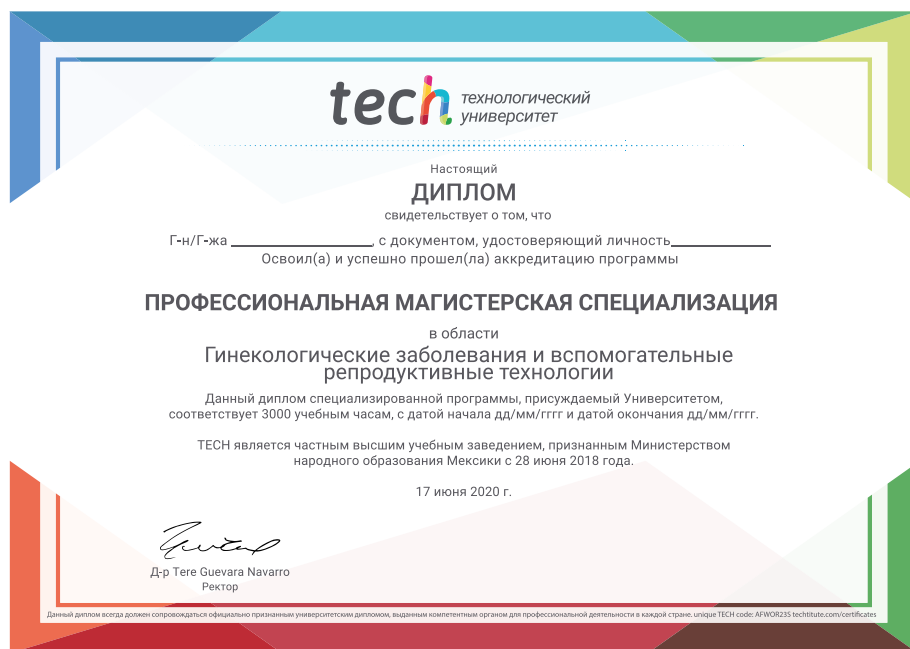 tech технологический
университет
Настоящий
ДИПЛОМ
свидетельствует о том, что
Г-н/Г-жа ____________________, с документом, удостоверяющий личность______________
Освоил(а) и успешно прошел(ла) аккредитацию программы
ПРОФЕССИОНАЛЬНАЯ МАГИСТЕРСКАЯ СПЕЦИАЛИЗАЦИЯ
в области
Гинекологические заболевания и вспомогательные
репродуктивные технологии
Данный диплом специализированной программы, присуждаемый Университетом,
соответствует 3000 учебным часам, с датой начала дд/мм/гггг и датой окончания дд/мм/гггг.
TECH является частным высшим учебным заведением, признанным Министерством
народного образования Мексики с 28 июня 2018 года.
17 июня 2020 г.
Д-р Tere Guevara Navarro
Ректор
Данный диплом всегда должен сопровождаться официально признанным университетским дипломом, выданным компетентным органом для профессиональной деятельности в каждой стране. unique TECH code: AFWOR23S techtitute.com/certificates